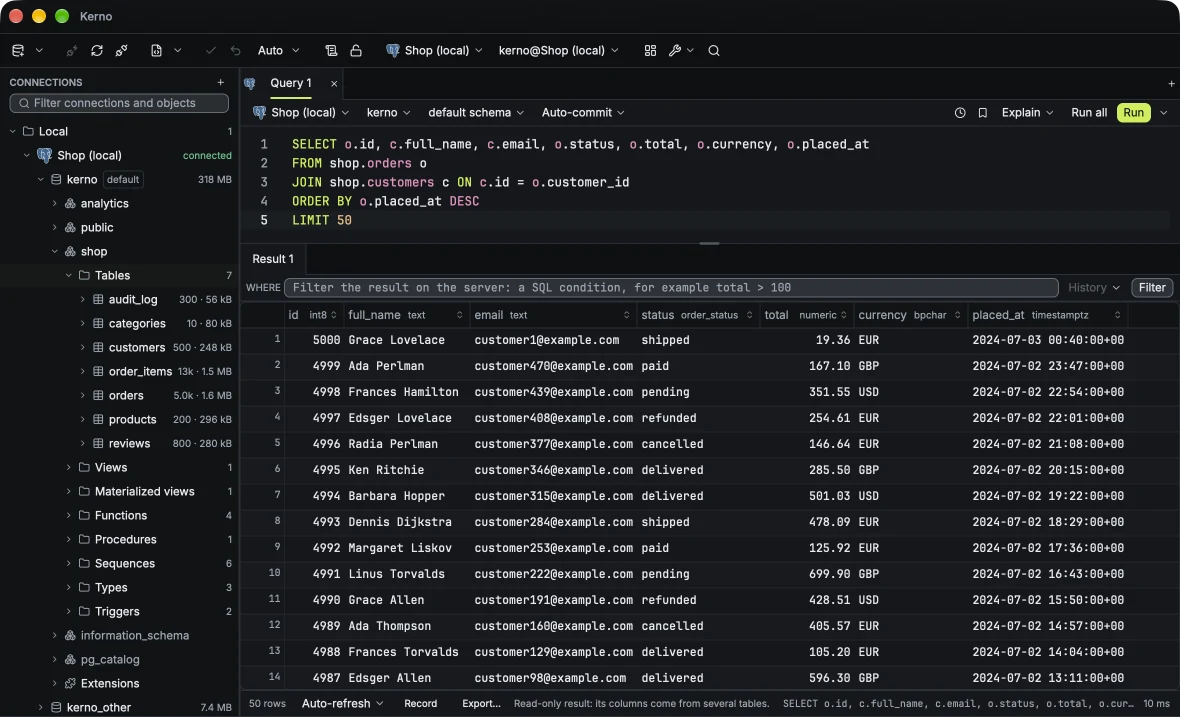 Kerno
Auto
Shop (local)
kerno@Shop (local)
CONNECTIONS
+
Filter connections and objects
Local 1
Shop (local) connected
kerno default 318 MB
analytics
public
shop
Tables 7
audit_log 300 · 56 kB
categories 10 · 80 kB
customers 500 · 248 kB
order_items 13k · 1.5 MB
orders 5.0k · 1.6 MB
products 200 · 296 kB
reviews 800 · 280 kB
Views 1
Materialized views 1
Functions 4
Procedures 1
Sequences 6
Types 3
Triggers 2
information_schema
pg_catalog
Extensions
kerno_other 7.4 MB
Query 1 × +
Shop (local) kerno default schema Auto-commit Explain Run all Run
1 SELECT o.id, c.full_name, c.email, o.status, o.total, o.currency, o.placed_at
2 FROM shop.orders o
3 JOIN shop.customers c ON c.id = o.customer_id
4 ORDER BY o.placed_at DESC
5 LIMIT 50
Result 1
WHERE Filter the result on the server: a SQL condition, for example total > 100 History Filter
id int8 full_name text email text status order_status total numeric currency bpchar placed_at timestamptz
1 5000 Grace Lovelace customer1@example.com shipped 19.36 EUR 2024-07-03 00:40:00+00
2 4999 Ada Perlman customer470@example.com paid 167.10 GBP 2024-07-02 23:47:00+00
3 4998 Frances Hamilton customer439@example.com pending 351.55 USD 2024-07-02 22:54:00+00
4 4997 Edsger Lovelace customer408@example.com refunded 254.61 EUR 2024-07-02 22:01:00+00
5 4996 Radia Perlman customer377@example.com cancelled 146.64 EUR 2024-07-02 21:08:00+00
6 4995 Ken Ritchie customer346@example.com delivered 285.50 GBP 2024-07-02 20:15:00+00
7 4994 Barbara Hopper customer315@example.com delivered 501.03 USD 2024-07-02 19:22:00+00
8 4993 Dennis Dijkstra customer284@example.com shipped 478.09 EUR 2024-07-02 18:29:00+00
9 4992 Margaret Liskov customer253@example.com paid 125.92 EUR 2024-07-02 17:36:00+00
10 4991 Linus Torvalds customer222@example.com pending 699.90 GBP 2024-07-02 16:43:00+00
11 4990 Grace Allen customer191@example.com refunded 428.51 USD 2024-07-02 15:50:00+00
12 4989 Ada Thompson customer160@example.com cancelled 405.57 EUR 2024-07-02 14:57:00+00
13 4988 Frances Torvalds customer129@example.com delivered 105.20 EUR 2024-07-02 14:04:00+00
14 4987 Edsger Allen customer98@example.com delivered 596.30 GBP 2024-07-02 13:11:00+00
50 rows Auto-refresh Record Export... Read-only result: its columns come from several tables. SELECT o.id, c.full_name, c.email, o.status, o.total, o.cur… 10 ms